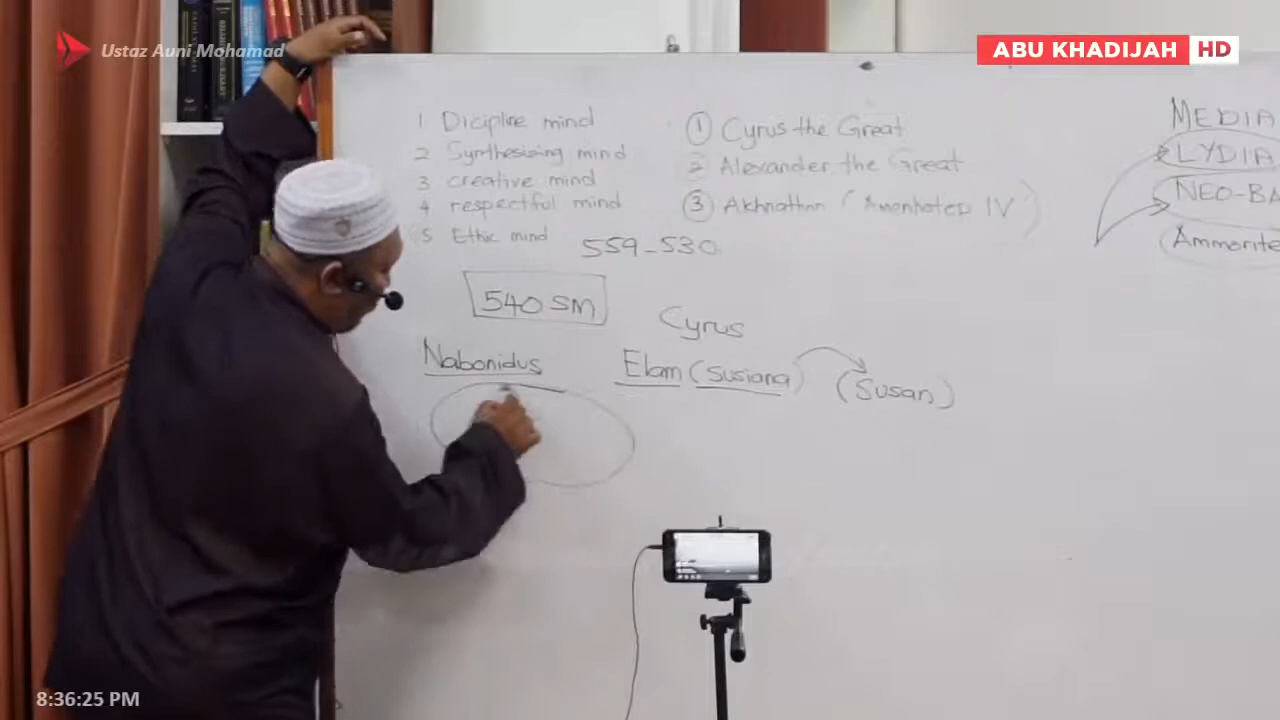 Ustaz Auni Mohamad
ABU KHADIJAH HD
1 Dicipline mind
2 Synthesizing mind
3 creative mind
4 respectful mind
5 Ethic mind
① Cyrus the Great
2 Alexander the Great
③ Akhnathan (Amenhotep IV)
559-530
MEDIA
LYDIA
NEO-BA
Ammorite
540 SM
Cyrus
Nabonidus
Elam (Susiana) (Susan)
8:36:25 PM